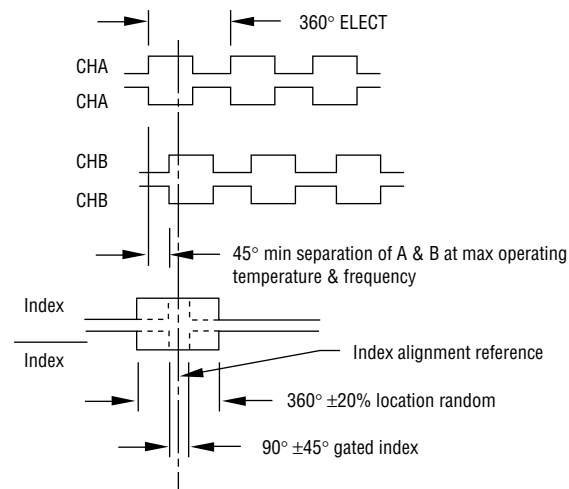 360° ELECT
CHA
CHA
CHB
CHB
45° min separation of A & B at max operating
temperature & frequency
Index
Index
Index alignment reference
360° ±20% location random
90° ±45° gated index